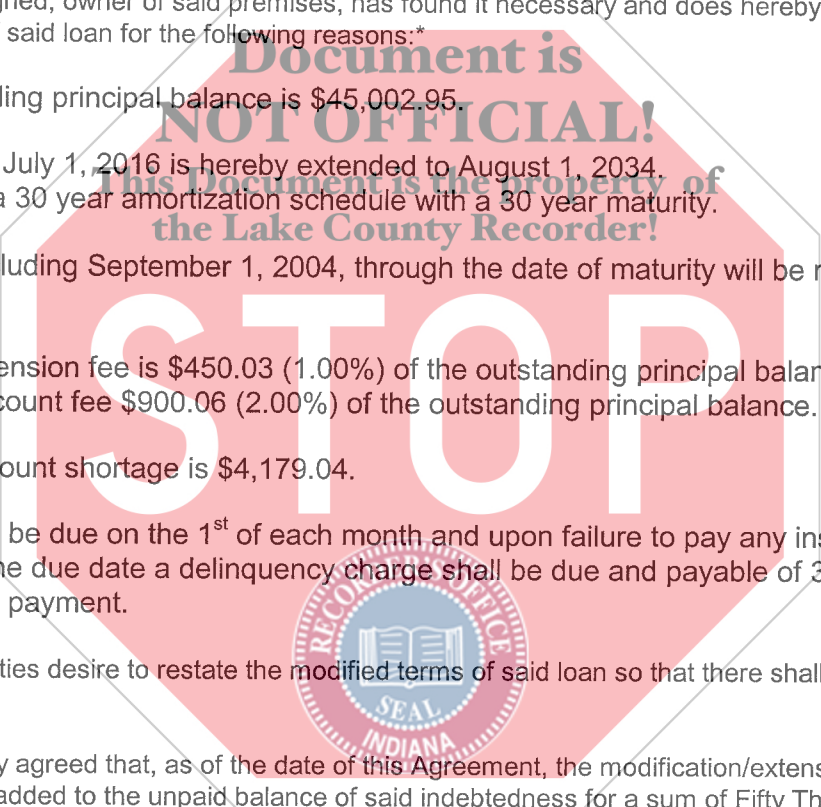 gned, owner of said premises, has found it necessary and does hereby
said loan for the following reasons:*
Document is
ling principal balance is $45,002.95.
NOT OFFICIAL!
July 1, 2016 is hereby extended to August 1, 2034.
This Document is the property of
a 30 year amortization schedule with a 30 year maturity.
the Lake County Recorder!
luding September 1, 2004, through the date of maturity will be
STOP
ension fee is $450.03 (1.00%) of the outstanding principal balan
count fee $900.06 (2.00%) of the outstanding principal balance.
ount shortage is $4,179.04.
be due on the 1st of each month and upon failure to pay any ins
he due date a delinquency charge shall be due and payable of 3
payment.
RECORDER'S OFFICE
ties desire to restate the modified terms of said loan so that there shall
SEAL
INDIANA
y agreed that, as of the date of this Agreement, the modification/extens
added to the unpaid balance of said indebtedness for a sum of Fifty Th